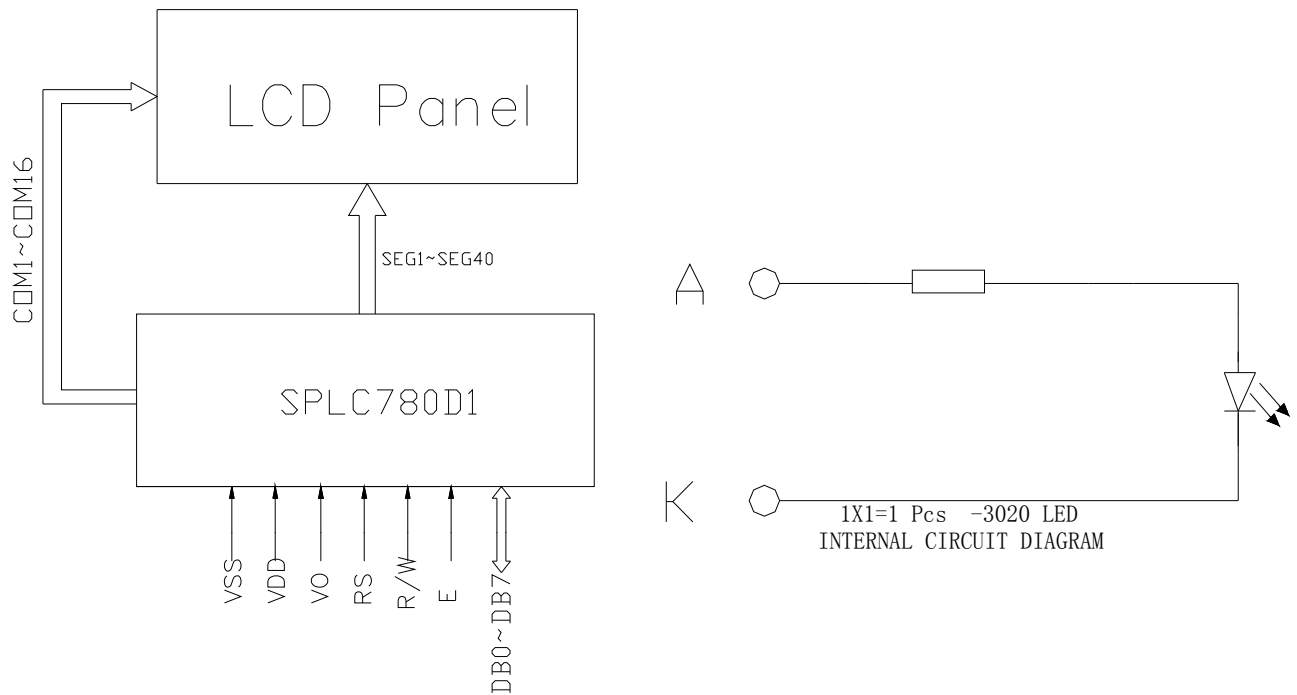 LCD Panel
COM1~COM16
SEG1~SEG40
SPLC780D1
VSS
VDD
VO
RS
R/W
E
DB0~DB7
A
K
1X1=1 Pcs -3020 LED
INTERNAL CIRCUIT DIAGRAM